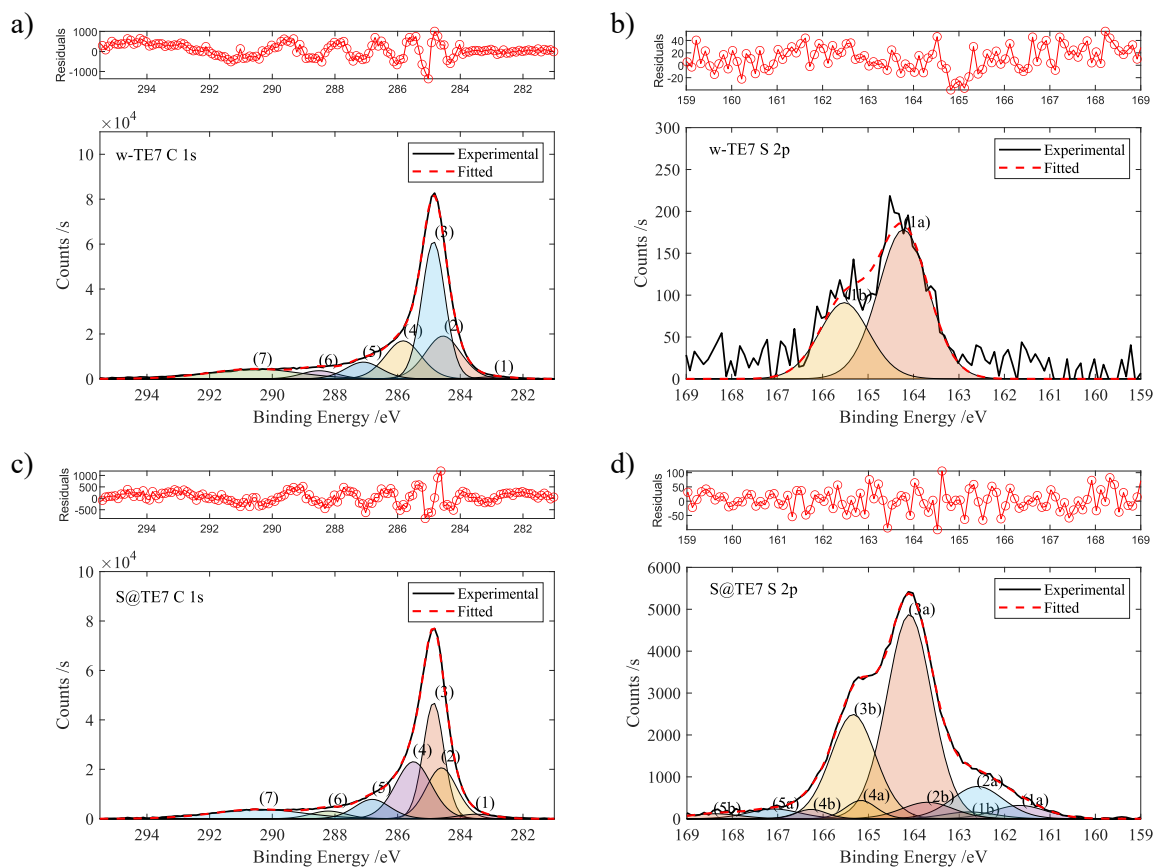 a)
Residuals
1000
0
-1000
294 292 290 288 286 284 282
×10⁴
w-TE7 C 1s
Experimental
Fitted
Counts /s
10
8
6
4
2
0
(1)
(2)
(3)
(4)
(5)
(6)
(7)
294 292 290 288 286 284 282
Binding Energy /eV
b)
Residuals
40
20
0
-20
159 160 161 162 163 164 165 166 167 168 169
w-TE7 S 2p
Experimental
Fitted
Counts /s
300
250
200
150
100
50
0
(1a)
(1b)
169 168 167 166 165 164 163 162 161 160 159
Binding Energy /eV
c)
Residuals
1000
500
0
-500
294 292 290 288 286 284 282
×10⁴
S@TE7 C 1s
Experimental
Fitted
Counts /s
10
8
6
4
2
0
(1)
(2)
(3)
(4)
(5)
(6)
(7)
294 292 290 288 286 284 282
Binding Energy /eV
d)
Residuals
100
50
0
-50
159 160 161 162 163 164 165 166 167 168 169
S@TE7 S 2p
Experimental
Fitted
Counts /s
6000
5000
4000
3000
2000
1000
0
(3a)
(3b)
(2a)
(4a)
(2b)
(1a)
(1b)
(4b)
(5a)
(5b)
169 168 167 166 165 164 163 162 161 160 159
Binding Energy /eV